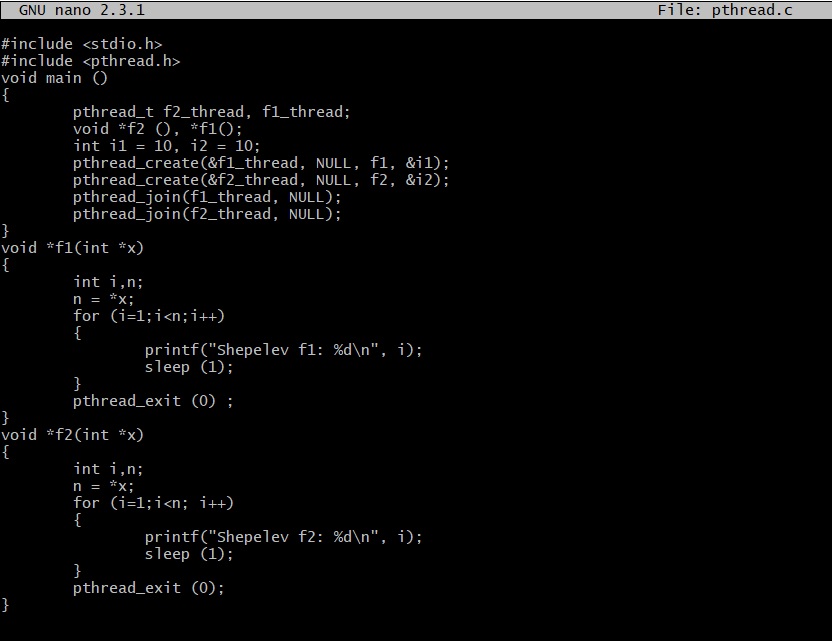 GNU nano 2.3.1 File: pthread.c
#include <stdio.h>
#include <pthread.h>
void main ()
{
        pthread_t f2_thread, f1_thread;
        void *f2 (), *f1();
        int i1 = 10, i2 = 10;
        pthread_create(&f1_thread, NULL, f1, &i1);
        pthread_create(&f2_thread, NULL, f2, &i2);
        pthread_join(f1_thread, NULL);
        pthread_join(f2_thread, NULL);
}
void *f1(int *x)
{
        int i,n;
        n = *x;
        for (i=1;i<n;i++)
        {
                printf("Shepelev f1: %d\n", i);
                sleep (1);
        }
        pthread_exit (0) ;
}
void *f2(int *x)
{
        int i,n;
        n = *x;
        for (i=1;i<n; i++)
        {
                printf("Shepelev f2: %d\n", i);
                sleep (1);
        }
        pthread_exit (0);
}